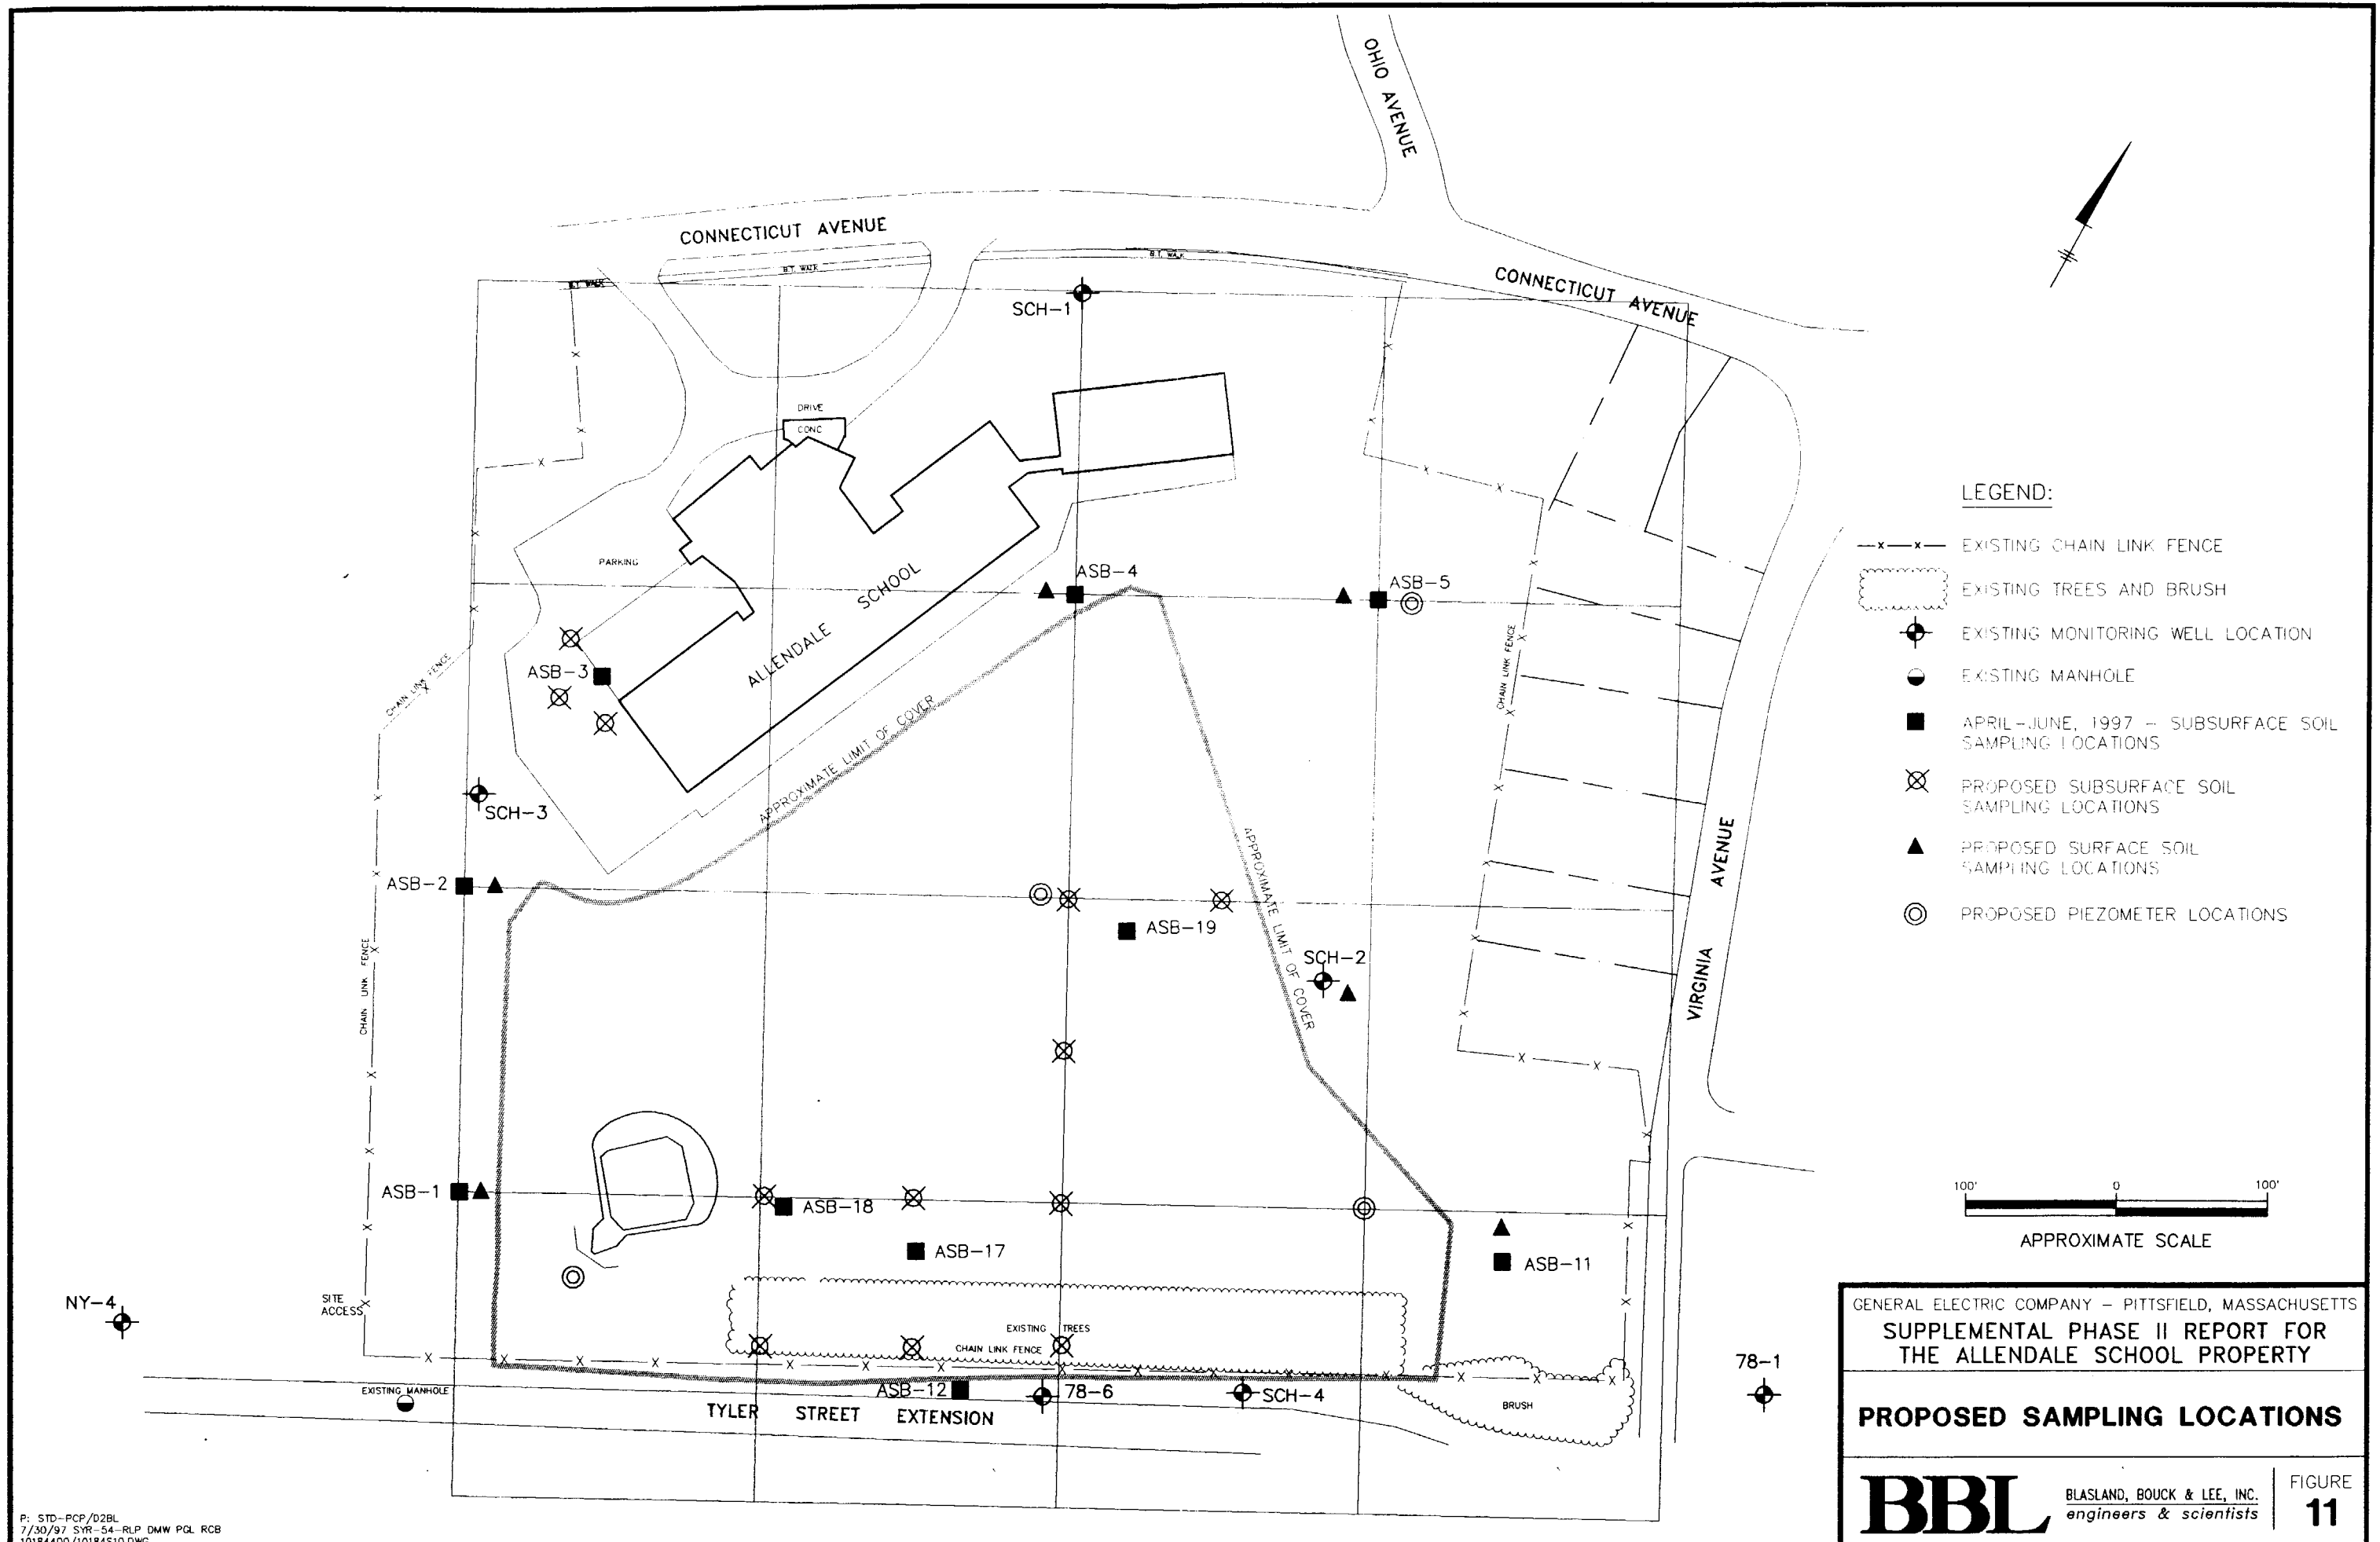 OHIO AVENUE
CONNECTICUT AVENUE
B.T. WALK
B.T. WALK
B.T. WALK
CONNECTICUT AVENUE
SCH-1
DRIVE
CONC
LEGEND:
EXISTING CHAIN LINK FENCE
EXISTING TREES AND BRUSH
EXISTING MONITORING WELL LOCATION
EXISTING MANHOLE
APRIL-JUNE, 1997 - SUBSURFACE SOIL
SAMPLING LOCATIONS
PROPOSED SUBSURFACE SOIL
SAMPLING LOCATIONS
PROPOSED SURFACE SOIL
SAMPLING LOCATIONS
PROPOSED PIEZOMETER LOCATIONS
PARKING
ALLENDALE SCHOOL
ASB-4
ASB-5
ASB-3
CHAIN LINK FENCE
CHAIN LINK FENCE
APPROXIMATE LIMIT OF COVER
SCH-3
ASB-2
APPROXIMATE LIMIT OF COVER
ASB-19
SCH-2
VIRGINIA AVENUE
CHAIN LINK FENCE
ASB-1
ASB-18
ASB-17
ASB-11
100' 0 100'
APPROXIMATE SCALE
NY-4
SITE
ACCESS
EXISTING TREES
CHAIN LINK FENCE
78-1
EXISTING MANHOLE
ASB-12
78-6
SCH-4
BRUSH
TYLER STREET EXTENSION
GENERAL ELECTRIC COMPANY - PITTSFIELD, MASSACHUSETTS
SUPPLEMENTAL PHASE II REPORT FOR
THE ALLENDALE SCHOOL PROPERTY
PROPOSED SAMPLING LOCATIONS
BBL
BLASLAND, BOUCK & LEE, INC.
engineers & scientists
FIGURE
11
P: STD-PCP/D2BL
7/30/97 SYR-54-RLP DMW PGL RCB